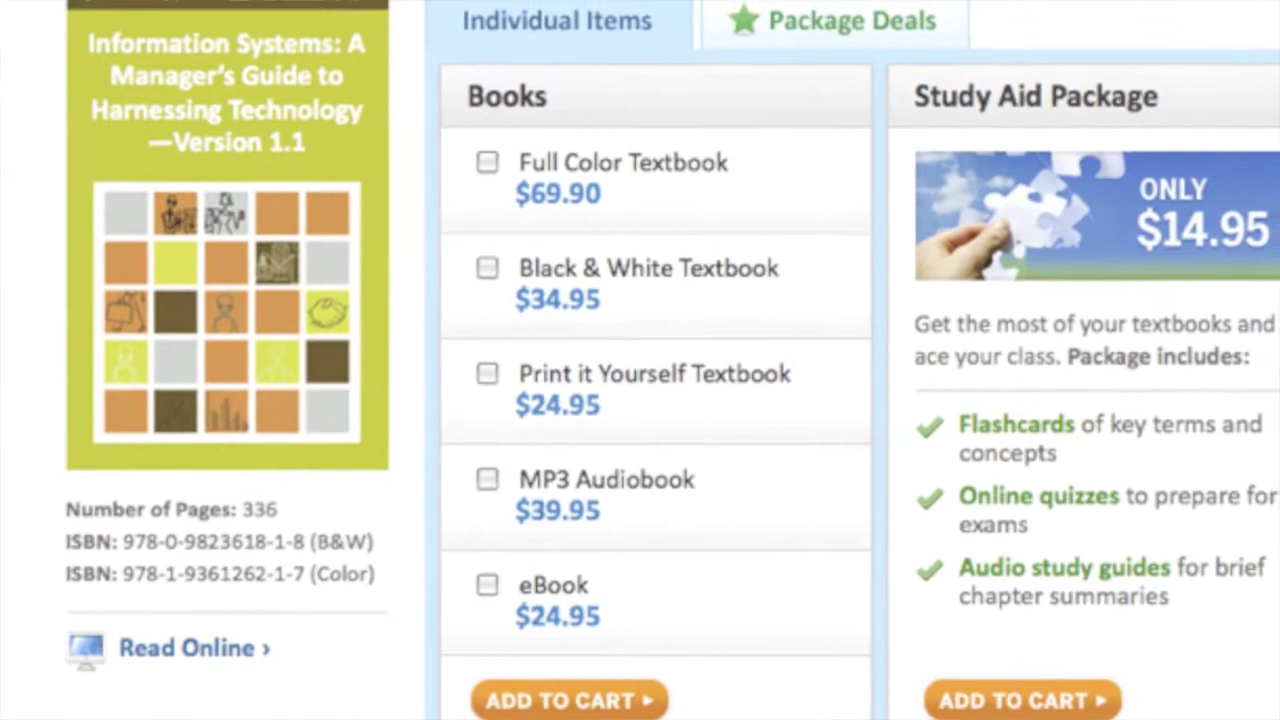 Information Systems: A
Manager's Guide to
Harnessing Technology
—Version 1.1
Number of Pages: 336
ISBN: 978-0-9823618-1-8 (B&W)
ISBN: 978-1-9361262-1-7 (Color)
Read Online ›
Individual Items
Package Deals
Books
Full Color Textbook
$69.90
Black & White Textbook
$34.95
Print it Yourself Textbook
$24.95
MP3 Audiobook
$39.95
eBook
$24.95
ADD TO CART
Study Aid Package
ONLY
$14.95
Get the most of your textbooks and
ace your class. Package includes:
Flashcards of key terms and
concepts
Online quizzes to prepare for
exams
Audio study guides for brief
chapter summaries
ADD TO CART